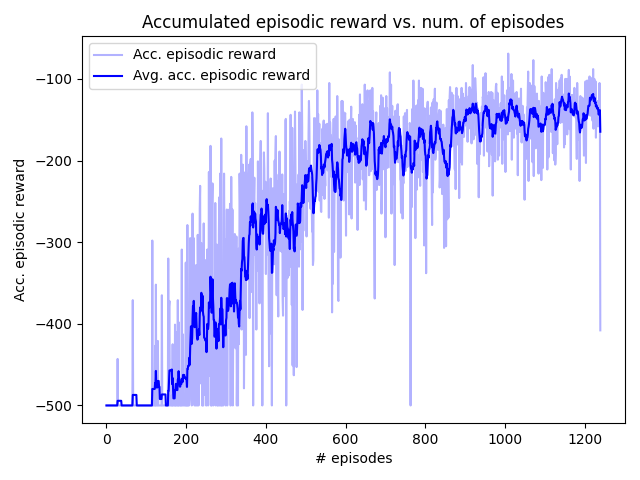 Accumulated episodic reward vs. num. of episodes
Acc. episodic reward
Avg. acc. episodic reward
Acc. episodic reward
−100
−200
−300
−400
−500
0 200 400 600 800 1000 1200
# episodes